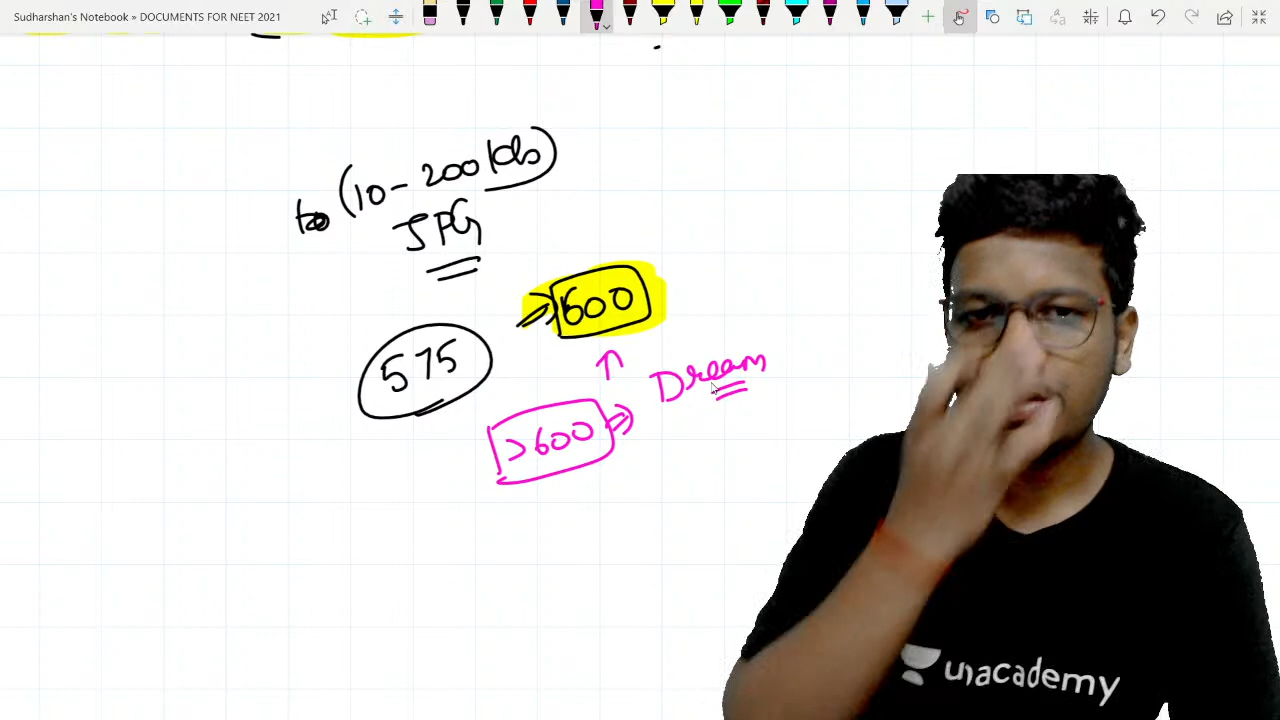 Sudharshan's Notebook » DOCUMENTS FOR NEET 2021
to (10-200 kb)
JPG
⇒ 600
575
↑
Dream
>600 ⇒
unacademy